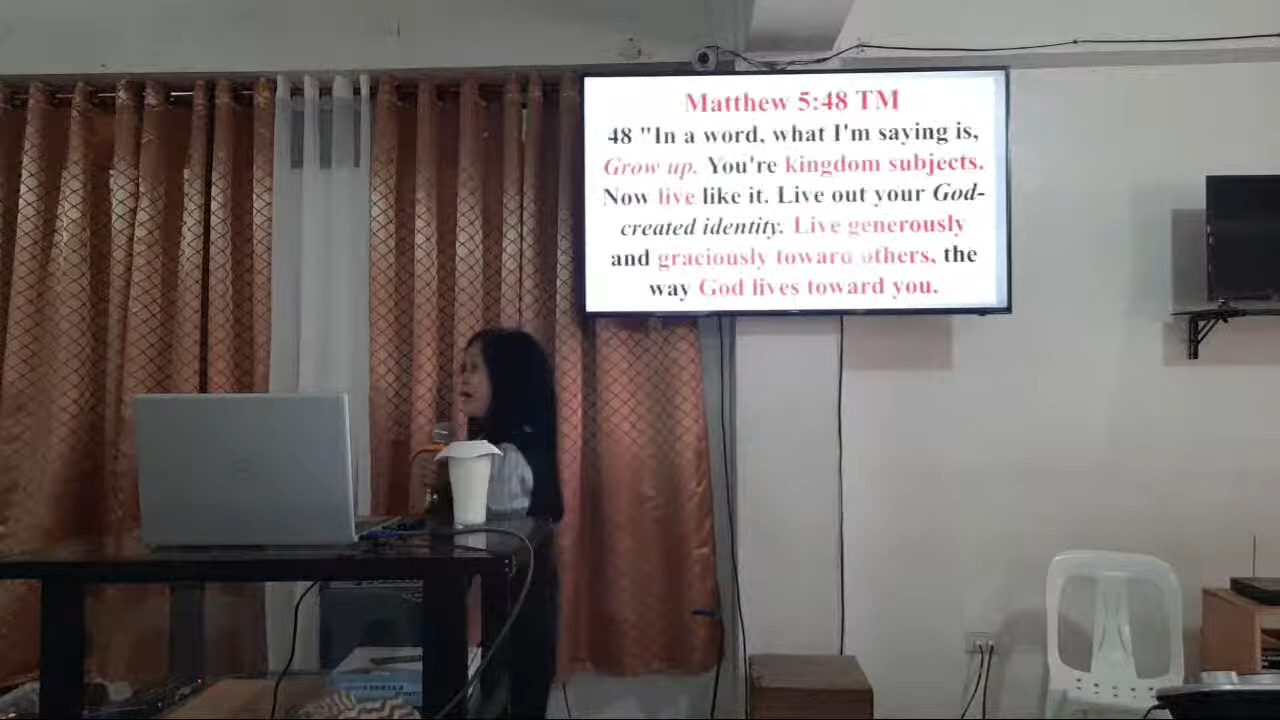 Matthew 5:48 TM
48 "In a word, what I'm saying is,
Grow up. You're kingdom subjects.
Now live like it. Live out your God-
created identity. Live generously
and graciously toward others, the
way God lives toward you.